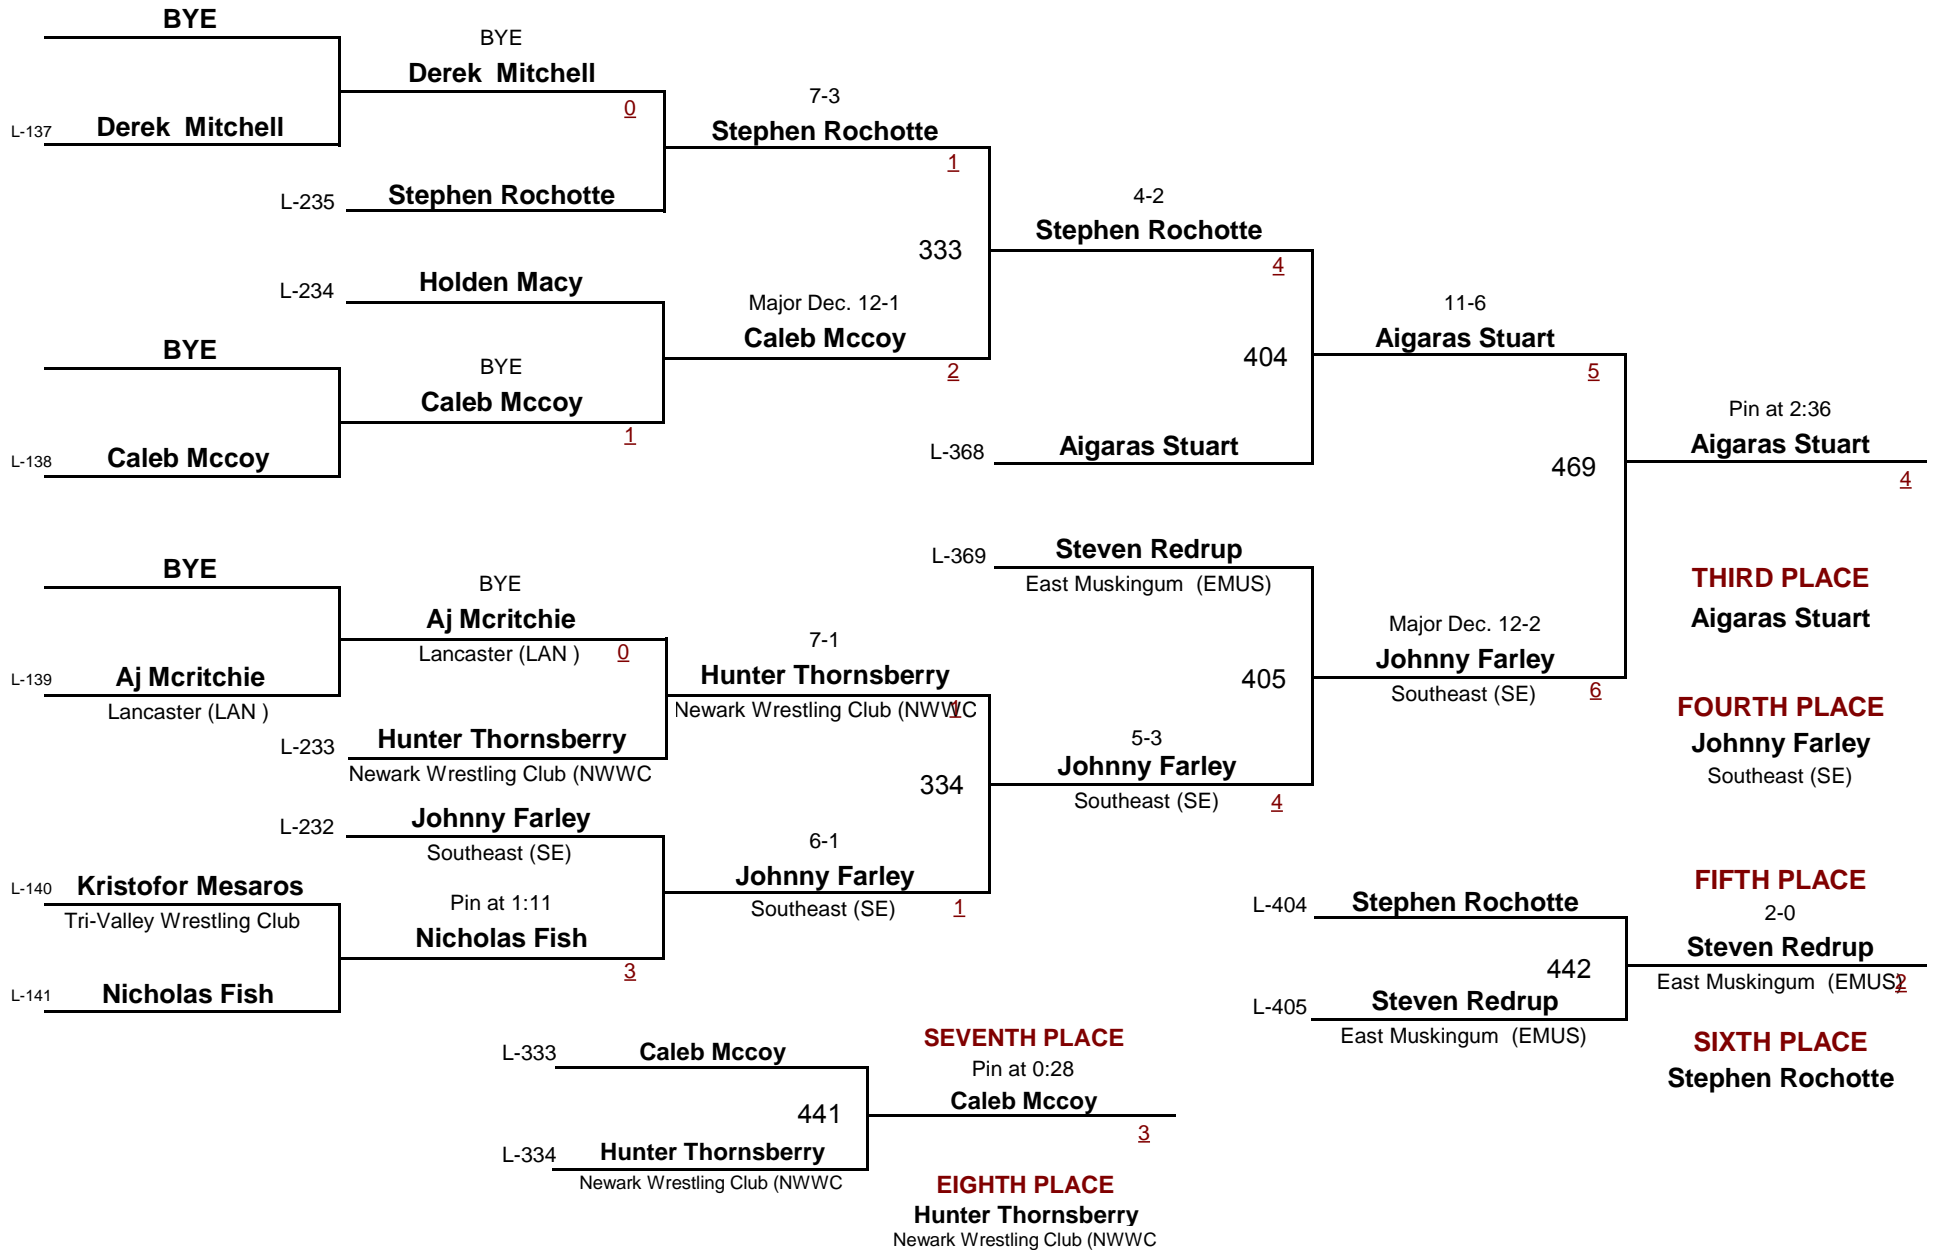 BYE
BYE
Derek  Mitchell
0
L-137
Derek  Mitchell
7-3
Stephen Rochotte
1
L-235
Stephen Rochotte
4-2
Stephen Rochotte
4
333
L-234
Holden Macy
Major Dec. 12-1
Caleb Mccoy
2
BYE
BYE
Caleb Mccoy
1
L-138
Caleb Mccoy
404
11-6
Aigaras Stuart
5
L-368
Aigaras Stuart
469
Pin at 2:36
Aigaras Stuart
4
BYE
BYE
Aj Mcritchie
Lancaster (LAN )
0
L-139
Aj Mcritchie
Lancaster (LAN )
7-1
Hunter Thornsberry
Newark Wrestling Club (NWWC
1
L-233
Hunter Thornsberry
Newark Wrestling Club (NWWC
L-369
Steven Redrup
East Muskingum  (EMUS)
405
Major Dec. 12-2
Johnny Farley
Southeast (SE)
6
THIRD PLACE
Aigaras Stuart
FOURTH PLACE
Johnny Farley
Southeast (SE)
334
5-3
Johnny Farley
Southeast (SE)
4
L-232
Johnny Farley
Southeast (SE)
6-1
Johnny Farley
Southeast (SE)
1
L-140
Kristofor Mesaros
Tri-Valley Wrestling Club
Pin at 1:11
Nicholas Fish
3
L-141
Nicholas Fish
L-404
Stephen Rochotte
442
L-405
Steven Redrup
East Muskingum  (EMUS)
FIFTH PLACE
2-0
Steven Redrup
East Muskingum  (EMUS)
2
SIXTH PLACE
Stephen Rochotte
L-333
Caleb Mccoy
441
L-334
Hunter Thornsberry
Newark Wrestling Club (NWWC
SEVENTH PLACE
Pin at 0:28
Caleb Mccoy
3
EIGHTH PLACE
Hunter Thornsberry
Newark Wrestling Club (NWWC